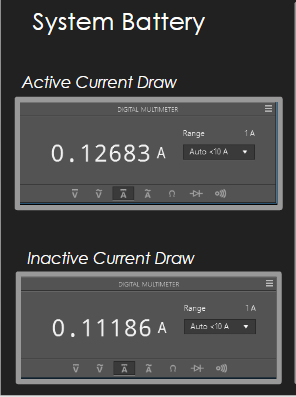 System Battery
Active Current Draw
DIGITAL MULTIMETER
Range 1 A
0.12683 A
Auto <10 A
V V A A Ω
Inactive Current Draw
DIGITAL MULTIMETER
Range 1 A
0.11186 A
Auto <10 A
V V A A Ω